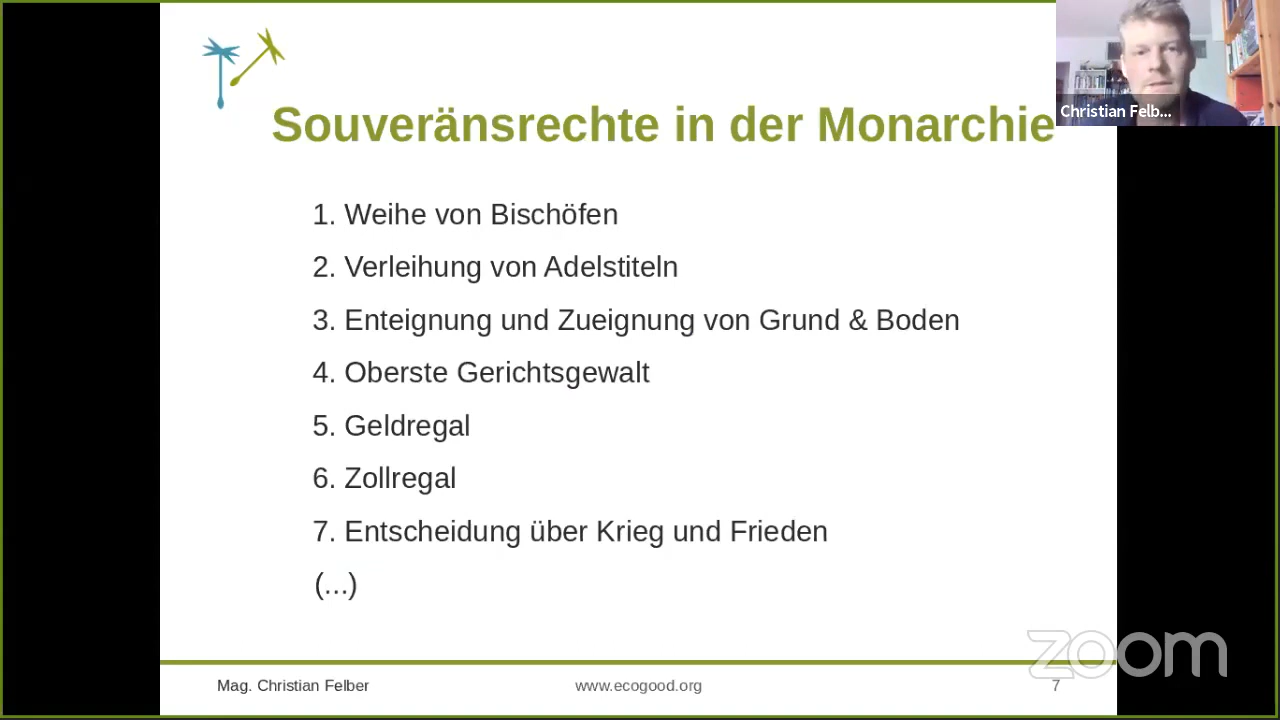 Christian Felb...
Souveränsrechte in der Monarchie
1. Weihe von Bischöfen
2. Verleihung von Adelstiteln
3. Enteignung und Zueignung von Grund & Boden
4. Oberste Gerichtsgewalt
5. Geldregal
6. Zollregal
7. Entscheidung über Krieg und Frieden
(...)
zoom
Mag. Christian Felber
www.ecogood.org
7